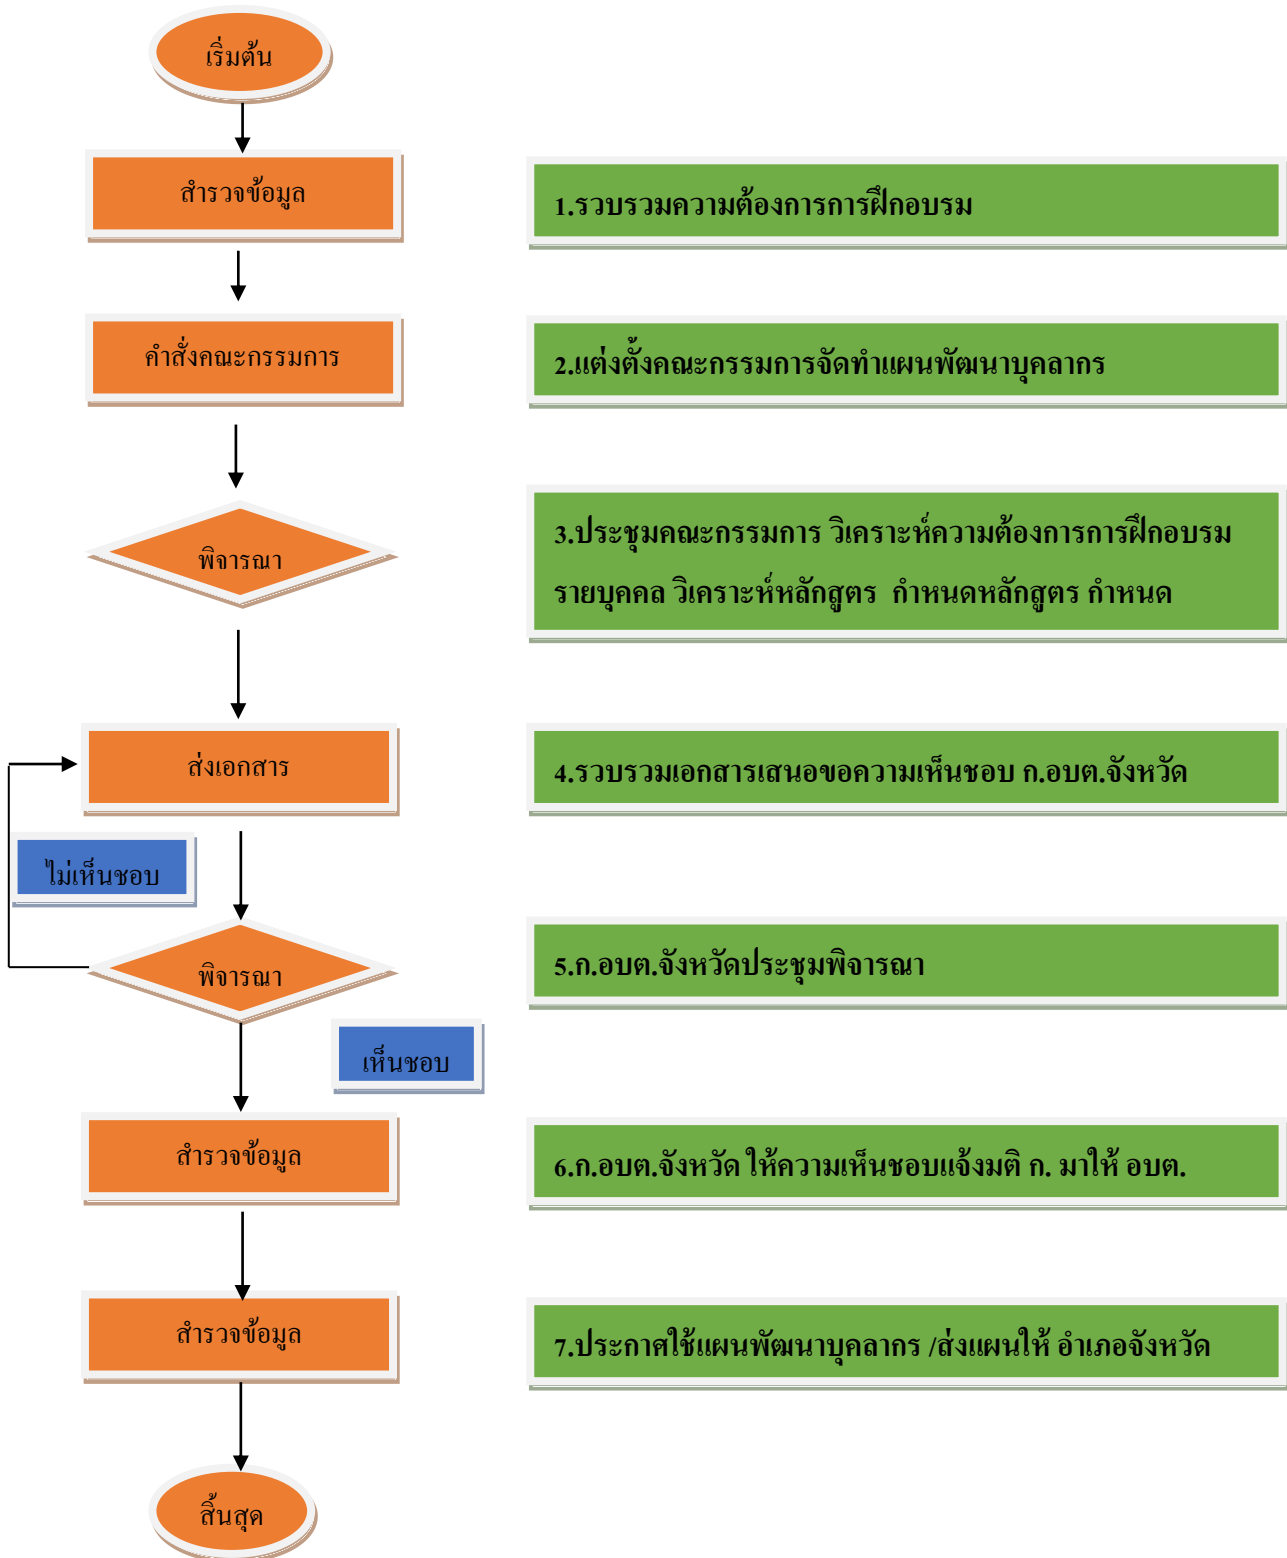 เริ่มต้น
สำรวจข้อมูล
1.รวบรวมความต้องการการฝึกอบรม
คำสั่งคณะกรรมการ
2.แต่งตั้งคณะกรรมการจัดทำแผนพัฒนาบุคลากร
พิจารณา
3.ประชุมคณะกรรมการ วิเคราะห์ความต้องการการฝึกอบรม
รายบุคคล วิเคราะห์หลักสูตร กำหนดหลักสูตร กำหนด
ส่งเอกสาร
4.รวบรวมเอกสารเสนอขอความเห็นชอบ ก.อบต.จังหวัด
ไม่เห็นชอบ
พิจารณา
5.ก.อบต.จังหวัดประชุมพิจารณา
เห็นชอบ
สำรวจข้อมูล
6.ก.อบต.จังหวัด ให้ความเห็นชอบแจ้งมติ ก. มาให้ อบต.
สำรวจข้อมูล
7.ประกาศใช้แผนพัฒนาบุคลากร /ส่งแผนให้ อำเภอจังหวัด
สิ้นสุด